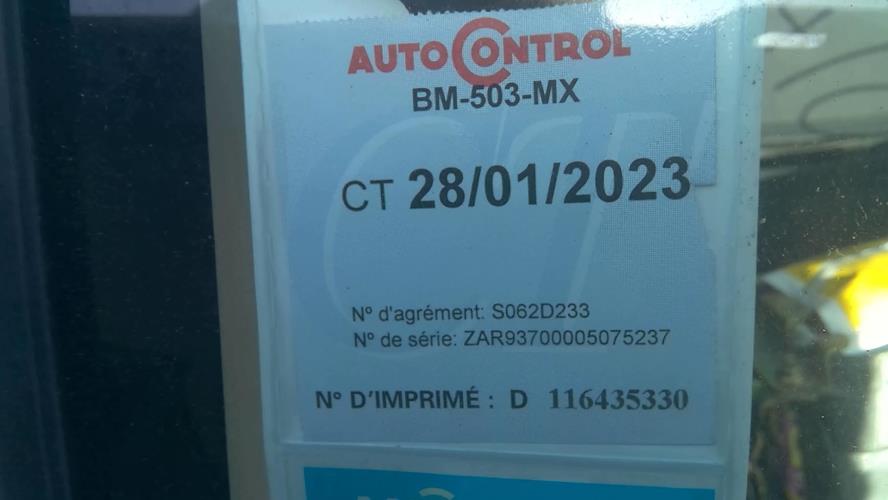 AUTOCONTROL
BM-503-MX
CT 28/01/2023
N° d'agrément: S062D233
N° de série: ZAR93700005075237
N° D'IMPRIMÉ : D 116435330